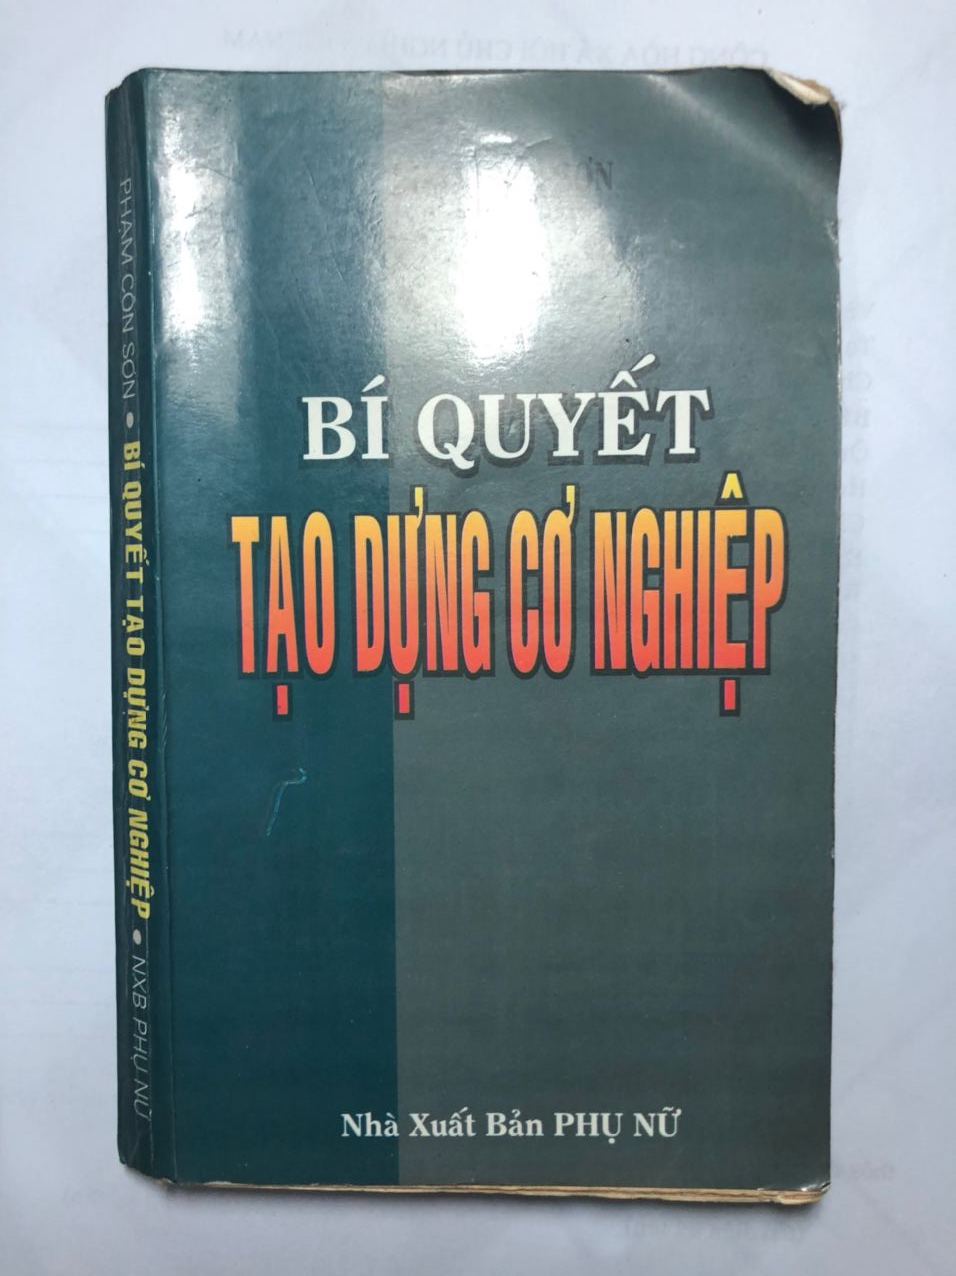 BÍ QUYẾT
TẠO DỰNG CƠ NGHIỆP
Nhà Xuất Bản PHỤ NỮ
PHẠM CÔN SƠN • BÍ QUYẾT TẠO DỰNG CƠ NGHIỆP • NXB PHỤ NỮ